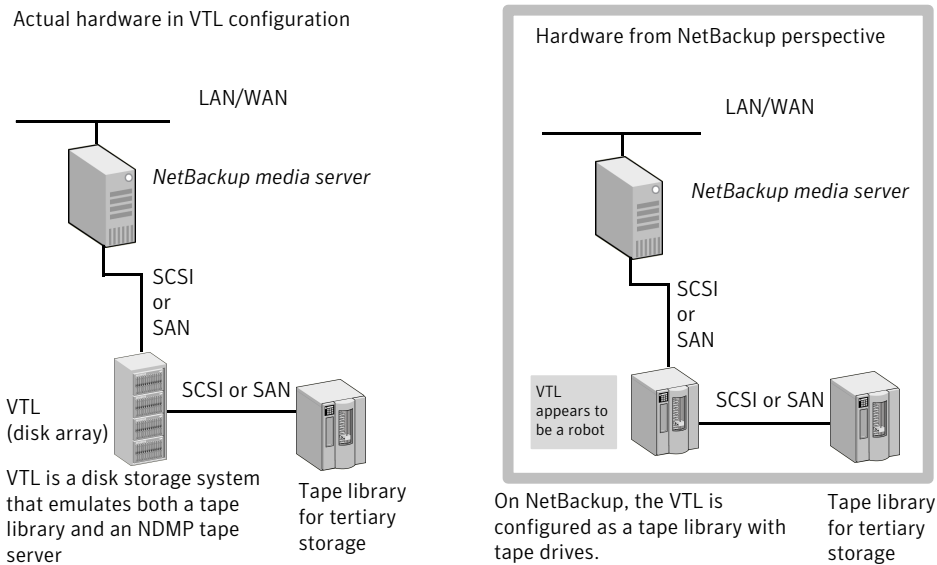 Actual hardware in VTL configuration
LAN/WAN
NetBackup media server
SCSI
or
SAN
SCSI or SAN
VTL
(disk array)
VTL is a disk storage system
that emulates both a tape
library and an NDMP tape
server
Tape library
for tertiary
storage
Hardware from NetBackup perspective
LAN/WAN
NetBackup media server
SCSI
or
SAN
VTL
appears to
be a robot
SCSI or SAN
On NetBackup, the VTL is
configured as a tape library with
tape drives.
Tape library
for tertiary
storage